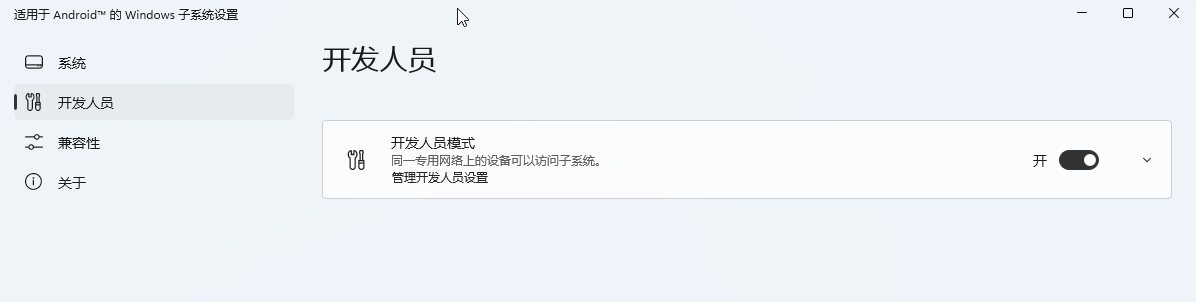 适用于 Android™ 的 Windows 子系统设置
系统
开发人员
兼容性
关于
开发人员
开发人员模式
同一专用网络上的设备可以访问子系统。
管理开发人员设置
开